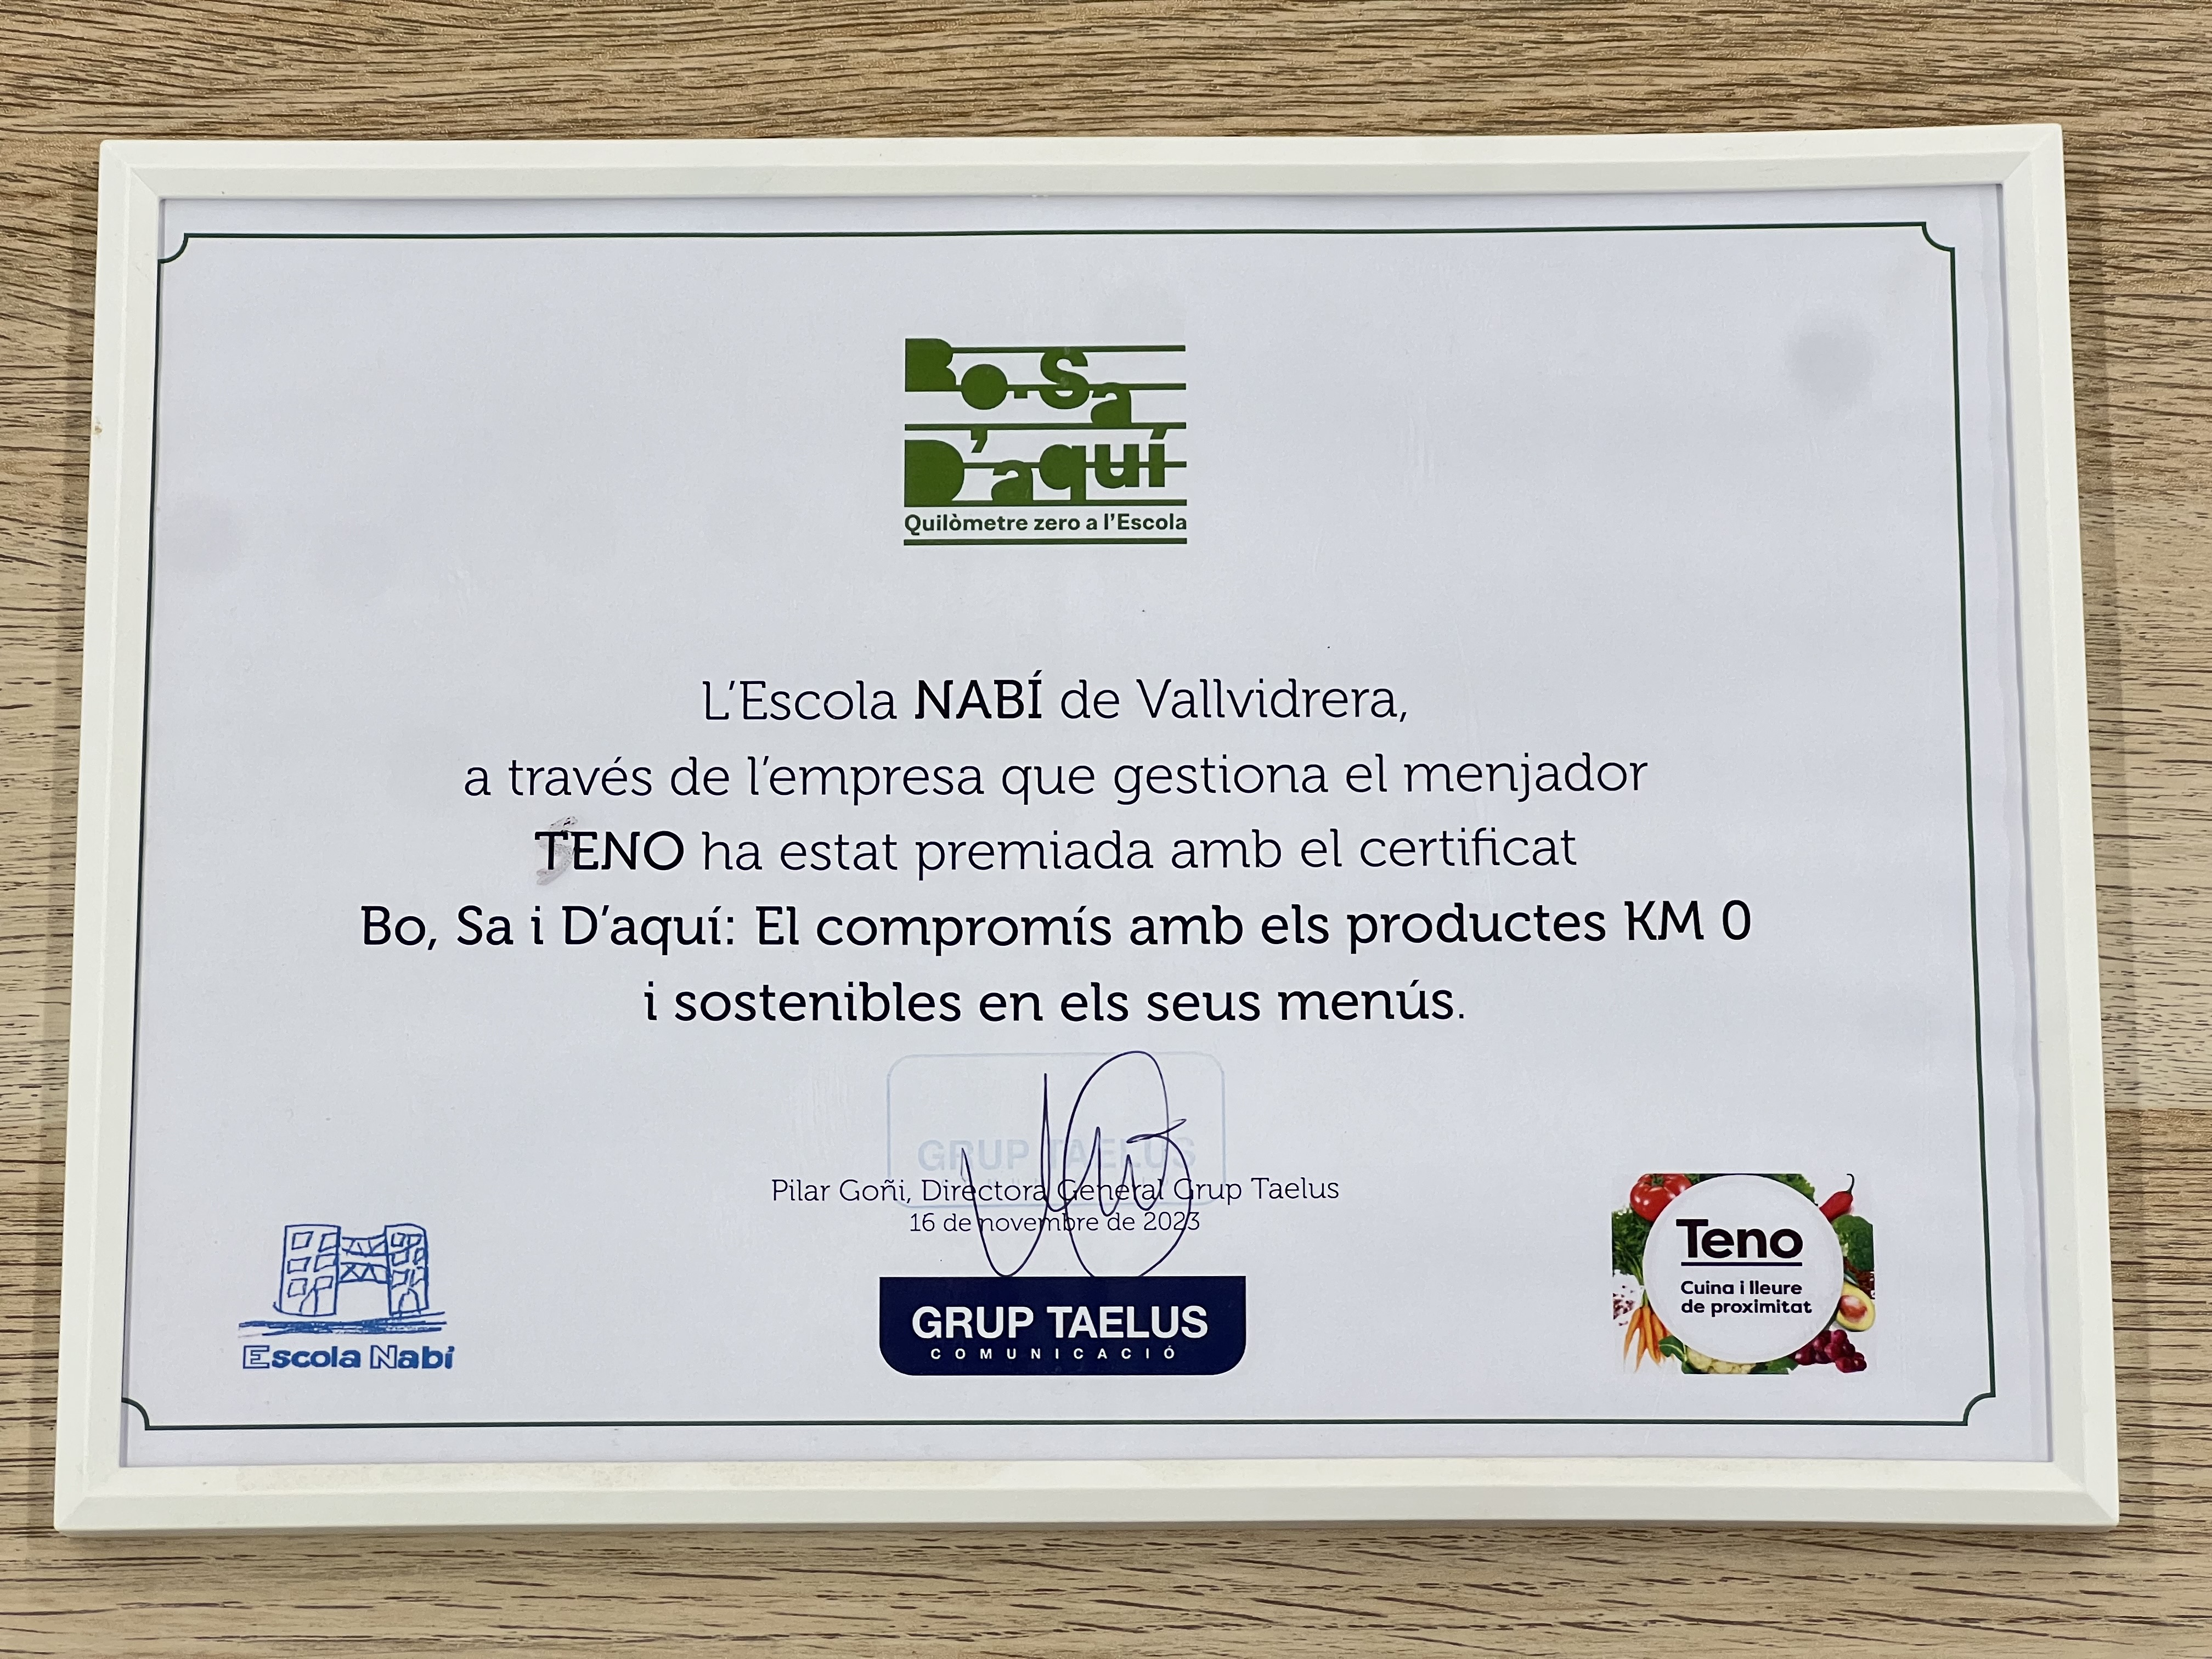 Bo. Sa
D'aquí
Quilòmetre zero a l'Escola
L'Escola NABÍ de Vallvidrera,
a través de l'empresa que gestiona el menjador
TENO ha estat premiada amb el certificat
Bo, Sa i D'aquí: El compromís amb els productes KM 0
i sostenibles en els seus menús.
GRUP TAELUS
Pilar Goñi, Directora General Grup Taelus
16 de novembre de 2023
Escola Nabí
GRUP TAELUS
COMUNICACIÓ
Teno
Cuina i lleure
de proximitat